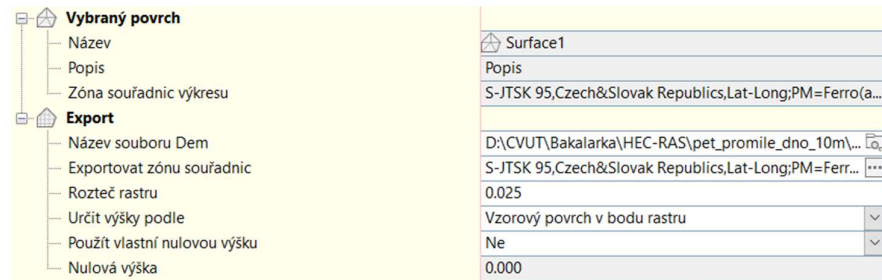 Vybraný povrch
Název Surface1
Popis Popis
Zóna souřadnic výkresu S-JTSK 95,Czech&Slovak Republics,Lat-Long;PM=Ferro(a...
Export
Název souboru Dem D:\CVUT\Bakalarka\HEC-RAS\pet_promile_dno_10m\...
Exportovat zónu souřadnic S-JTSK 95,Czech&Slovak Republics,Lat-Long;PM=Ferr... ...
Rozteč rastru 0.025
Určit výšky podle Vzorový povrch v bodu rastru
Použít vlastní nulovou výšku Ne
Nulová výška 0.000